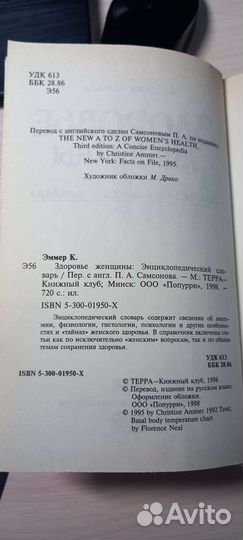 УДК 613
ББК 28.86
Э56
Перевод с английского сделан Самсоновым П. А. по изданию:
THE NEW A TO Z OF WOMEN'S HEALTH,
Third edition: A Concise Encyclopedia
by Christine Ammer.—
New York: Facts on File, 1995.
Художник обложки М. Драко
Эммер К.
Э56 Здоровье женщины: Энциклопедический сло-
варь / Пер. с англ. П. А. Самсонова. — М.: ТЕРРА—
Книжный клуб; Минск: ООО «Попурри», 1998. —
720 с.: ил.
ISBN 5-300-01950-X
Энциклопедический словарь содержит сведения об ана-
томии, физиологии, гистологии, психологии и других особен-
ностях и «тайнах» женского здоровья. В справочник включены ста-
тьи как по исключительно «женским» вопросам, так и по общим
темам сохранения здоровья.
УДК 613
ББК 28.86
ISBN 5-300-01950-X
© ТЕРРА—Книжный клуб, 1998
© Перевод, издание на русском языке.
Оформление обложки.
ООО «Попурри», 1998
© 1995 by Christine Ammer 1992 Trust;
Basal body temperature chart
by Florence Neal
Avito